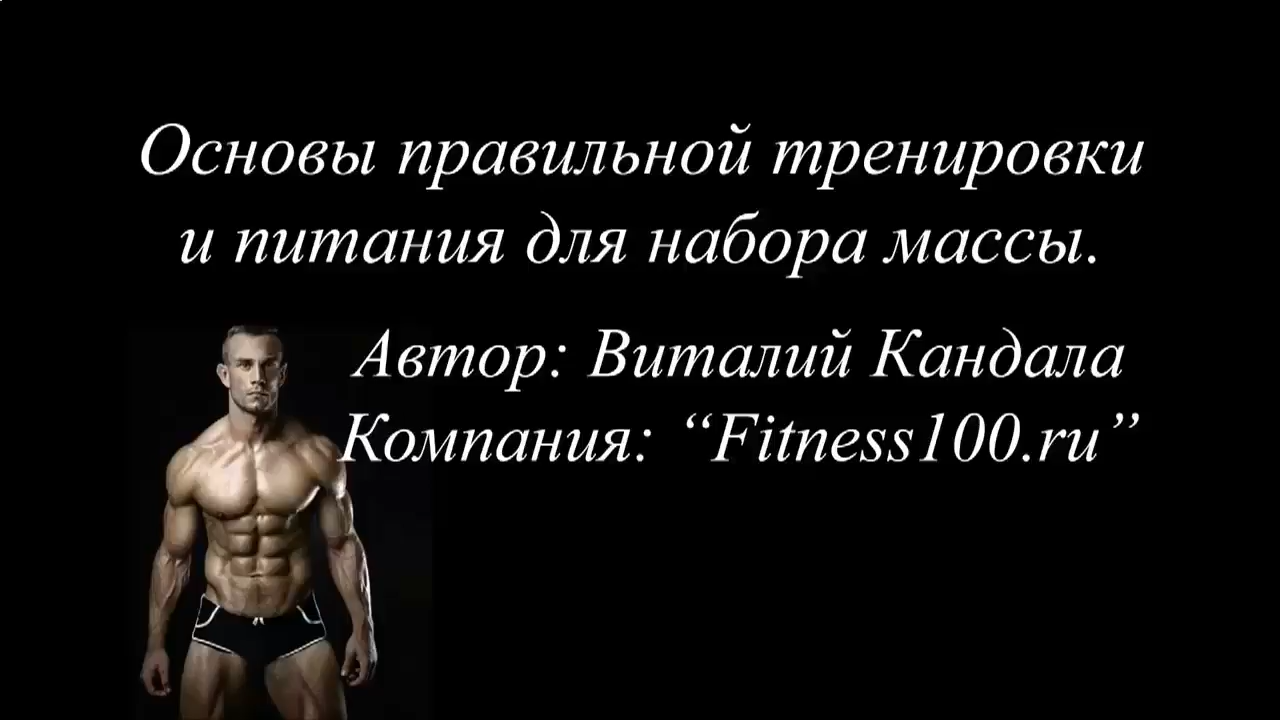 Основы правильной тренировки
и питания для набора массы.
Автор: Виталий Кандала
Компания: “Fitness100.ru”